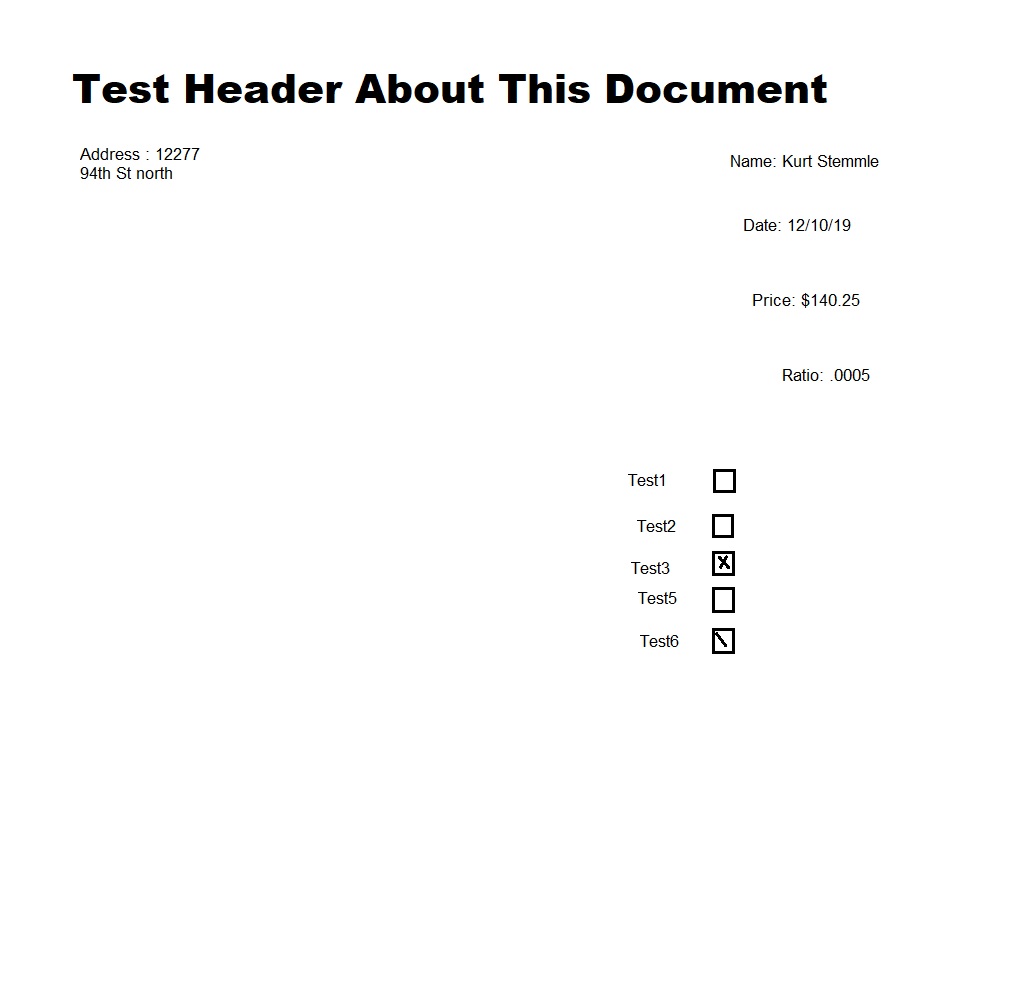 Test Header About This Document
Address : 12277
94th St north
Name: Kurt Stemmle
Date: 12/10/19
Price: $140.25
Ratio: .0005
Test1
Test2
Test3 X
Test5
Test6 \